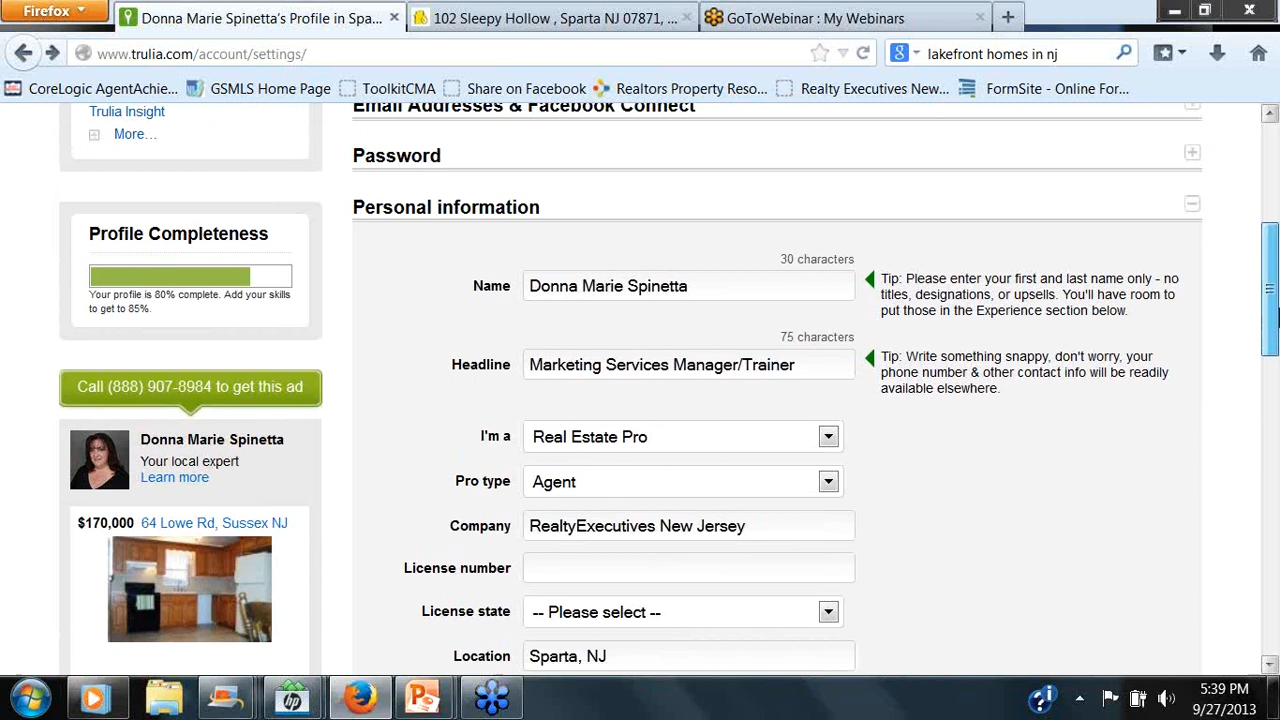 Firefox
Donna Marie Spinetta's Profile in Spa...
102 Sleepy Hollow , Sparta NJ 07871, ...
GoToWebinar : My Webinars
www.trulia.com/account/settings/
lakefront homes in nj
CoreLogic AgentAchie...
GSMLS Home Page
ToolkitCMA
Share on Facebook
Realtors Property Reso...
Realty Executives New...
FormSite - Online For...
Trulia Insight
More...
Email Addresses & Facebook Connect
Password
Personal information
Profile Completeness
Your profile is 80% complete. Add your skills
to get to 85%.
Call (888) 907-8984 to get this ad
Donna Marie Spinetta
Your local expert
Learn more
$170,000 64 Lowe Rd, Sussex NJ
30 characters
Name Donna Marie Spinetta
Tip: Please enter your first and last name only - no
titles, designations, or upsells. You'll have room to
put those in the Experience section below.
75 characters
Headline Marketing Services Manager/Trainer
Tip: Write something snappy, don't worry, your
phone number & other contact info will be readily
available elsewhere.
I'm a Real Estate Pro
Pro type Agent
Company RealtyExecutives New Jersey
License number
License state -- Please select --
Location Sparta, NJ
5:39 PM
9/27/2013